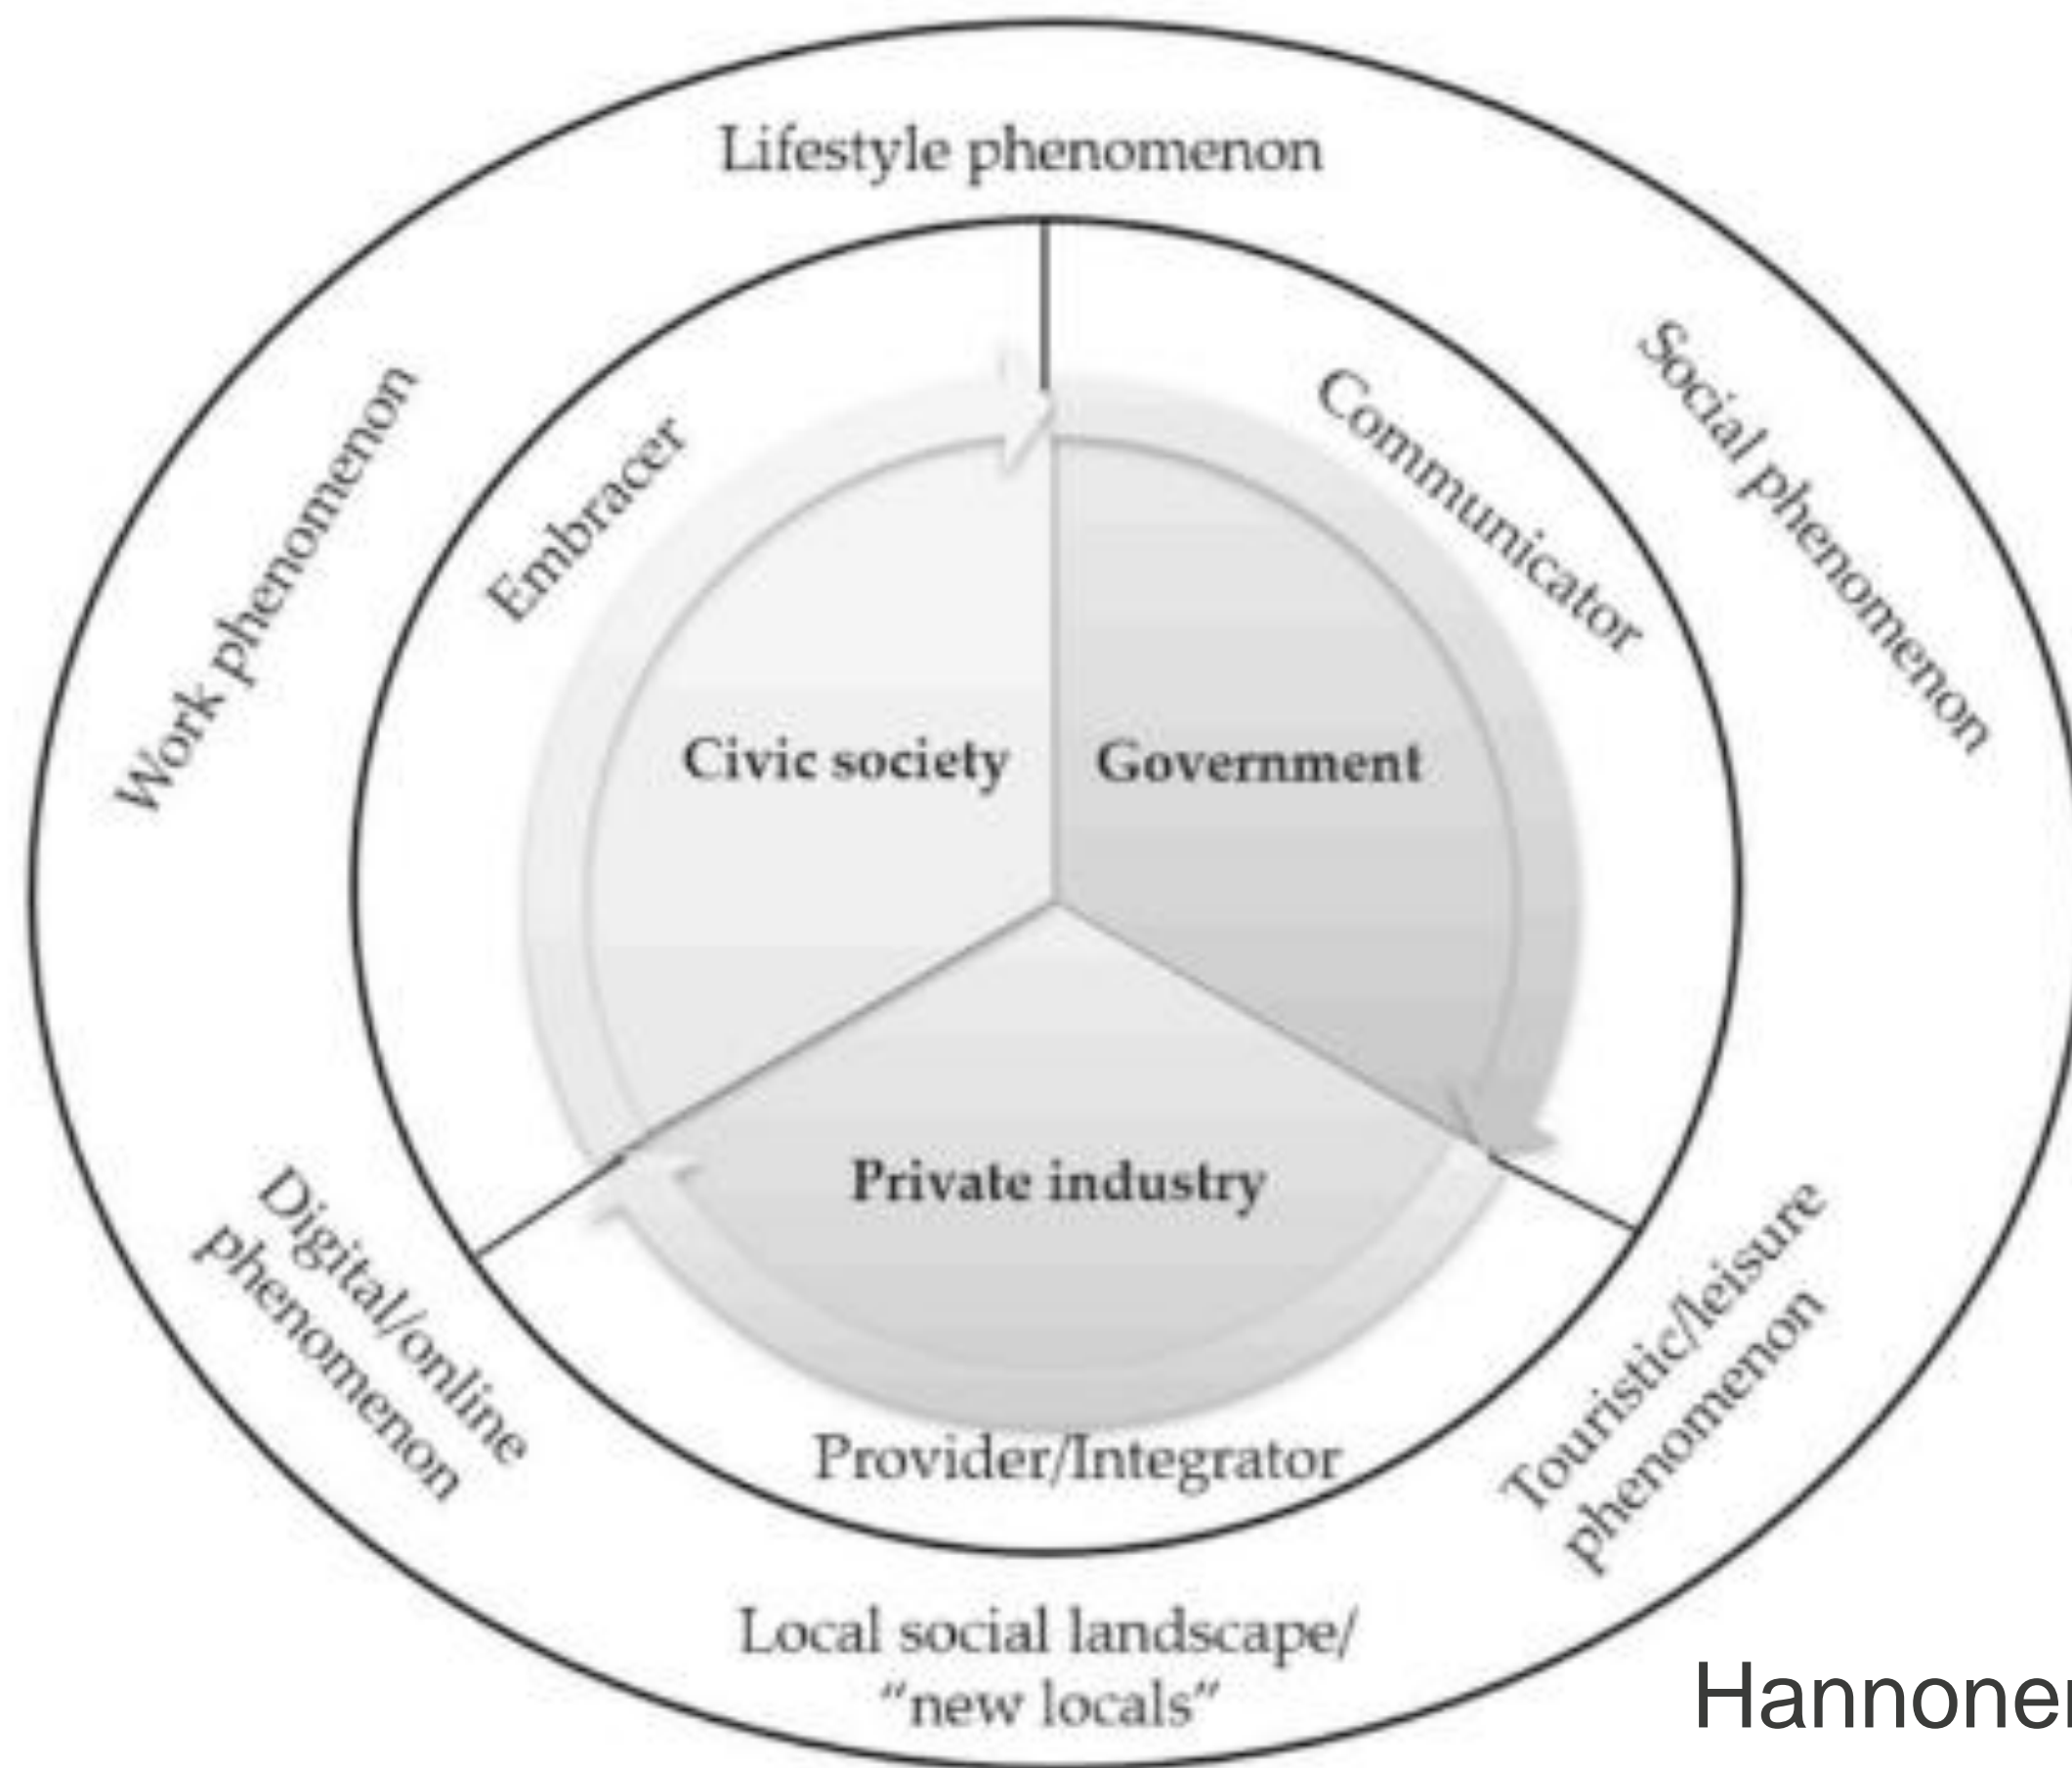 Lifestyle phenomenon
Social phenomenon
Work phenomenon
Embracer
Communicator
Civic society
Government
Private industry
Provider/Integrator
Digital/online
phenomenon
Touristic/leisure
phenomenon
Local social landscape/
“new locals”